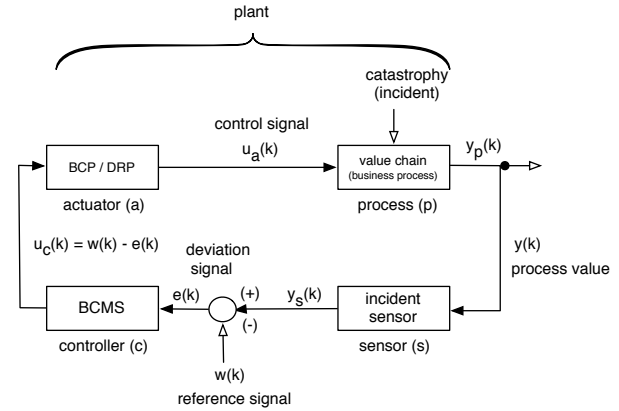 plant
catastrophy
(incident)
control signal
u_a(k)
y_p(k)
BCP / DRP
value chain
(business process)
actuator (a)
process (p)
u_c(k) = w(k) - e(k)
deviation
signal
y(k)
process value
e(k)
(+)
y_s(k)
BCMS
incident
sensor
(-)
controller (c)
sensor (s)
w(k)
reference signal